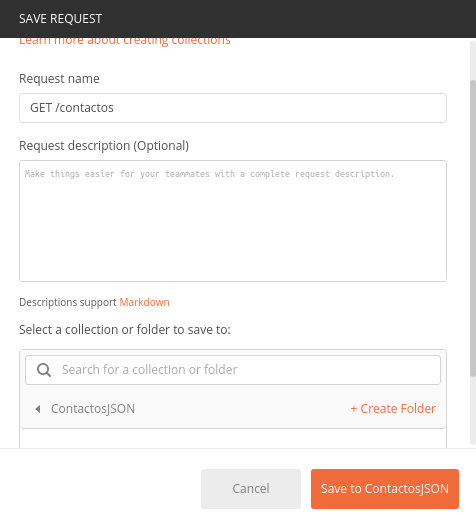 SAVE REQUEST
Learn more about creating collections
Request name
GET /contactos
Request description (Optional)
Make things easier for your teammates with a complete request description.
Descriptions support Markdown
Select a collection or folder to save to:
Search for a collection or folder
ContactosJSON + Create Folder
Cancel Save to ContactosJSON